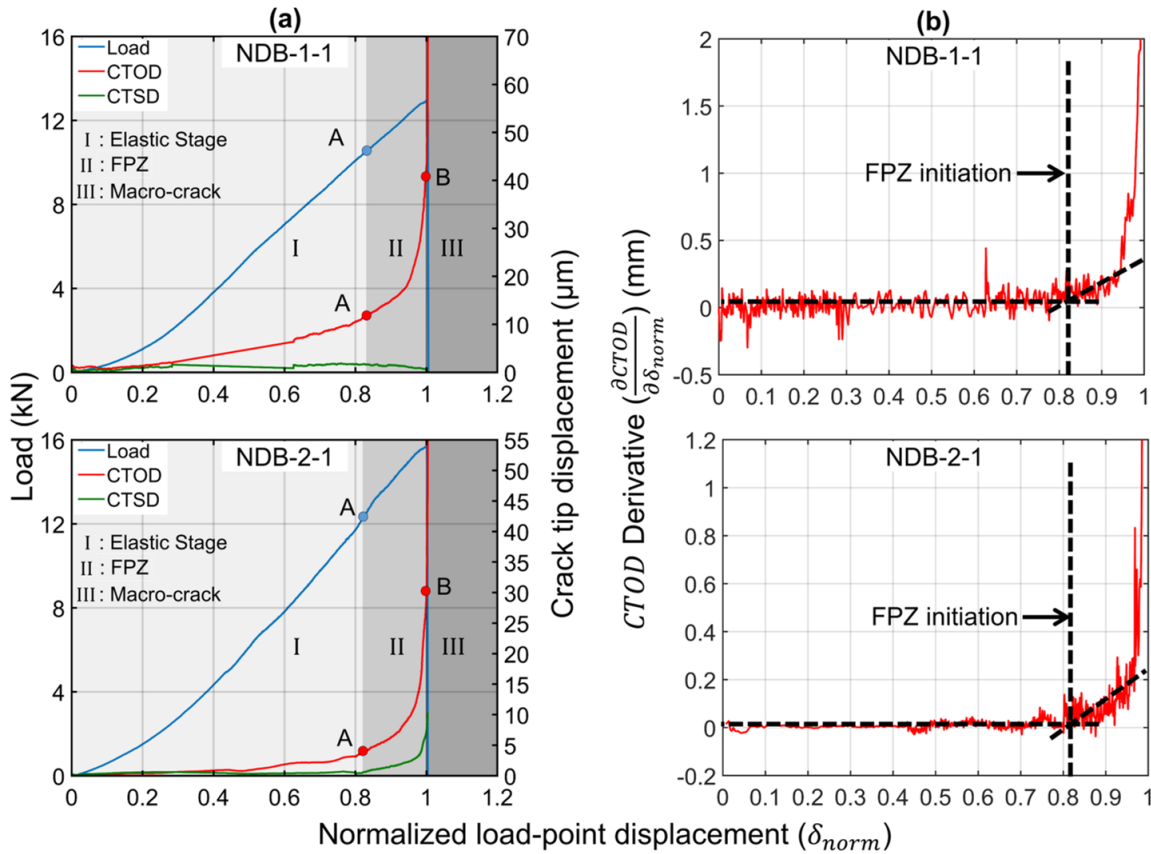 (a)
NDB-1-1
Load
CTOD
CTSD
I : Elastic Stage
II : FPZ
III : Macro-crack
A
A
B
I
II
III
16
12
8
4
0
70
60
50
40
30
20
10
0
0
0.2
0.4
0.6
0.8
1
1.2
NDB-2-1
Load
CTOD
CTSD
I : Elastic Stage
II : FPZ
III : Macro-crack
A
A
B
I
II
III
16
12
8
4
0
55
50
45
40
35
30
25
20
15
10
5
0
0
0.2
0.4
0.6
0.8
1
1.2
Load (kN)
Crack tip displacement (μm)
(b)
NDB-1-1
FPZ initiation
2
1.5
1
0.5
0
-0.5
0
0.1
0.2
0.3
0.4
0.5
0.6
0.7
0.8
0.9
1
NDB-2-1
FPZ initiation
1.2
1
0.8
0.6
0.4
0.2
0
-0.2
0
0.1
0.2
0.3
0.4
0.5
0.6
0.7
0.8
0.9
1
CTOD Derivative (∂CTOD/∂δnorm) (mm)
Normalized load-point displacement (δnorm)